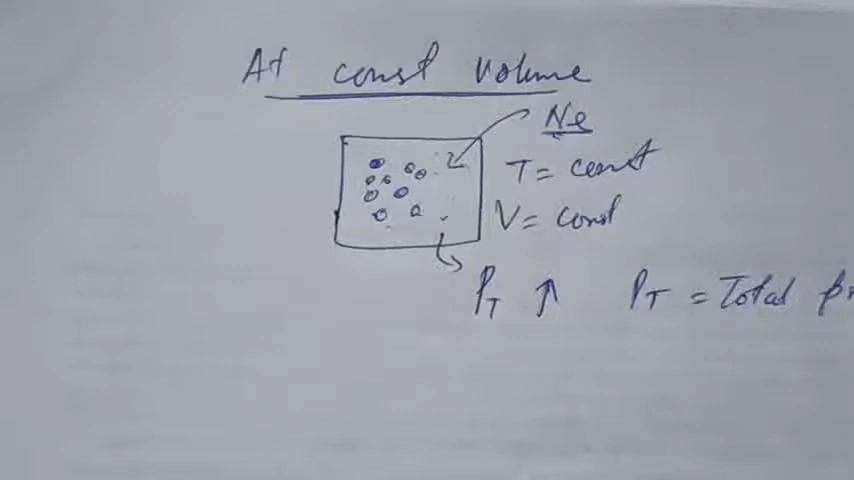 At const volume
Ne
T = const
V = const
PT ↑ PT = Total